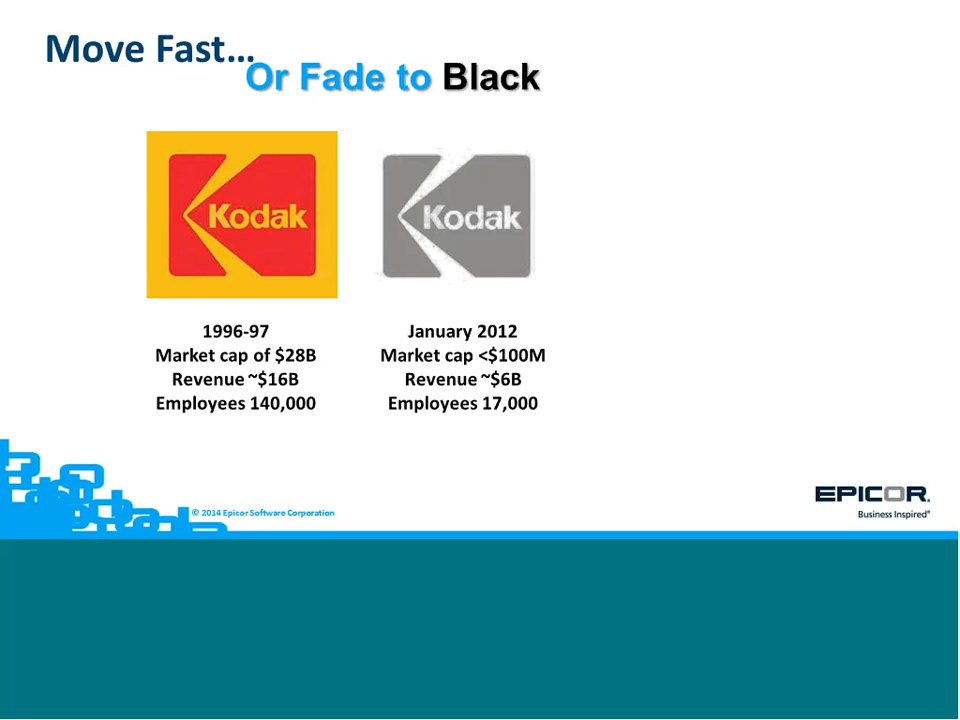 Move Fast...
Or Fade to Black
Kodak
Kodak
1996-97
Market cap of $28B
Revenue ~$16B
Employees 140,000
January 2012
Market cap <$100M
Revenue ~$6B
Employees 17,000
© 2014 Epicor Software Corporation
EPICOR.
Business Inspired"